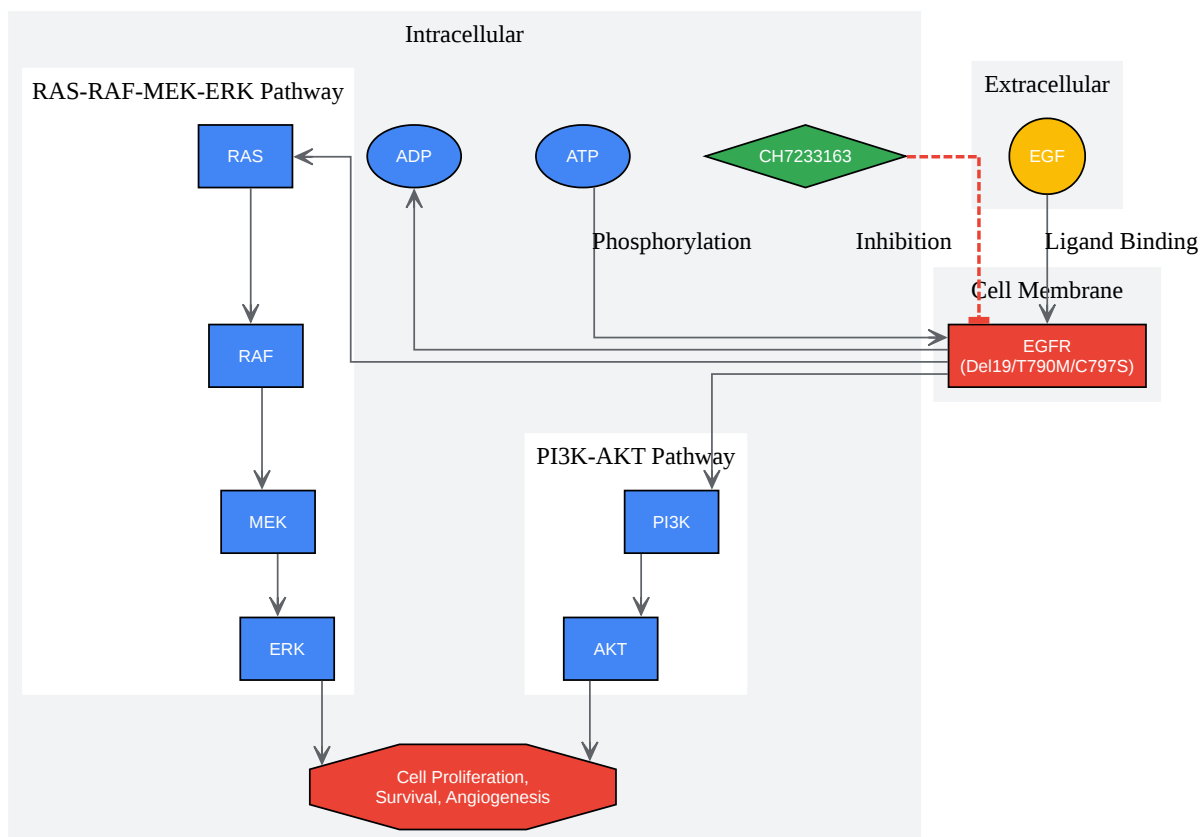 Intracellular
Extracellular
RAS-RAF-MEK-ERK Pathway
RAS
ADP
ATP
CH7233163
EGF
Phosphorylation
Inhibition
Ligand Binding
Cell Membrane
EGFR
(Del19/T790M/C797S)
RAF
PI3K-AKT Pathway
MEK
PI3K
ERK
AKT
Cell Proliferation,
Survival, Angiogenesis